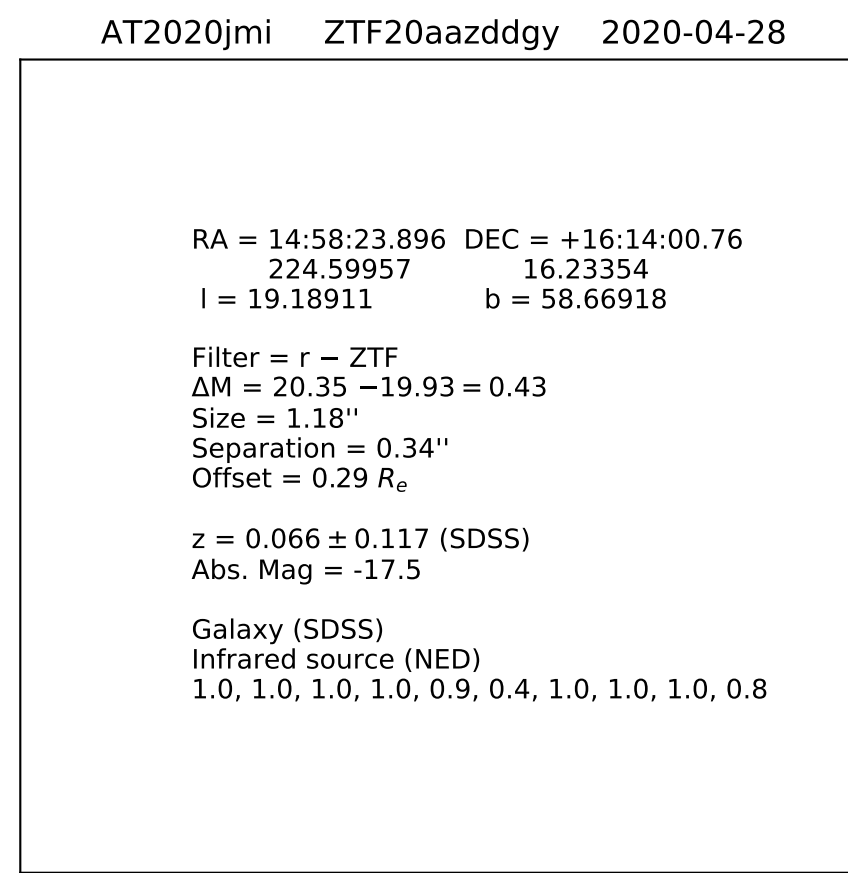 AT2020jmi ZTF20aazddgy 2020-04-28
RA = 14:58:23.896 DEC = +16:14:00.76
224.59957 16.23354
l = 19.18911 b = 58.66918
Filter = r − ZTF
ΔM = 20.35 −19.93 = 0.43
Size = 1.18''
Separation = 0.34''
Offset = 0.29 Re
z = 0.066 ± 0.117 (SDSS)
Abs. Mag = -17.5
Galaxy (SDSS)
Infrared source (NED)
1.0, 1.0, 1.0, 1.0, 0.9, 0.4, 1.0, 1.0, 1.0, 0.8